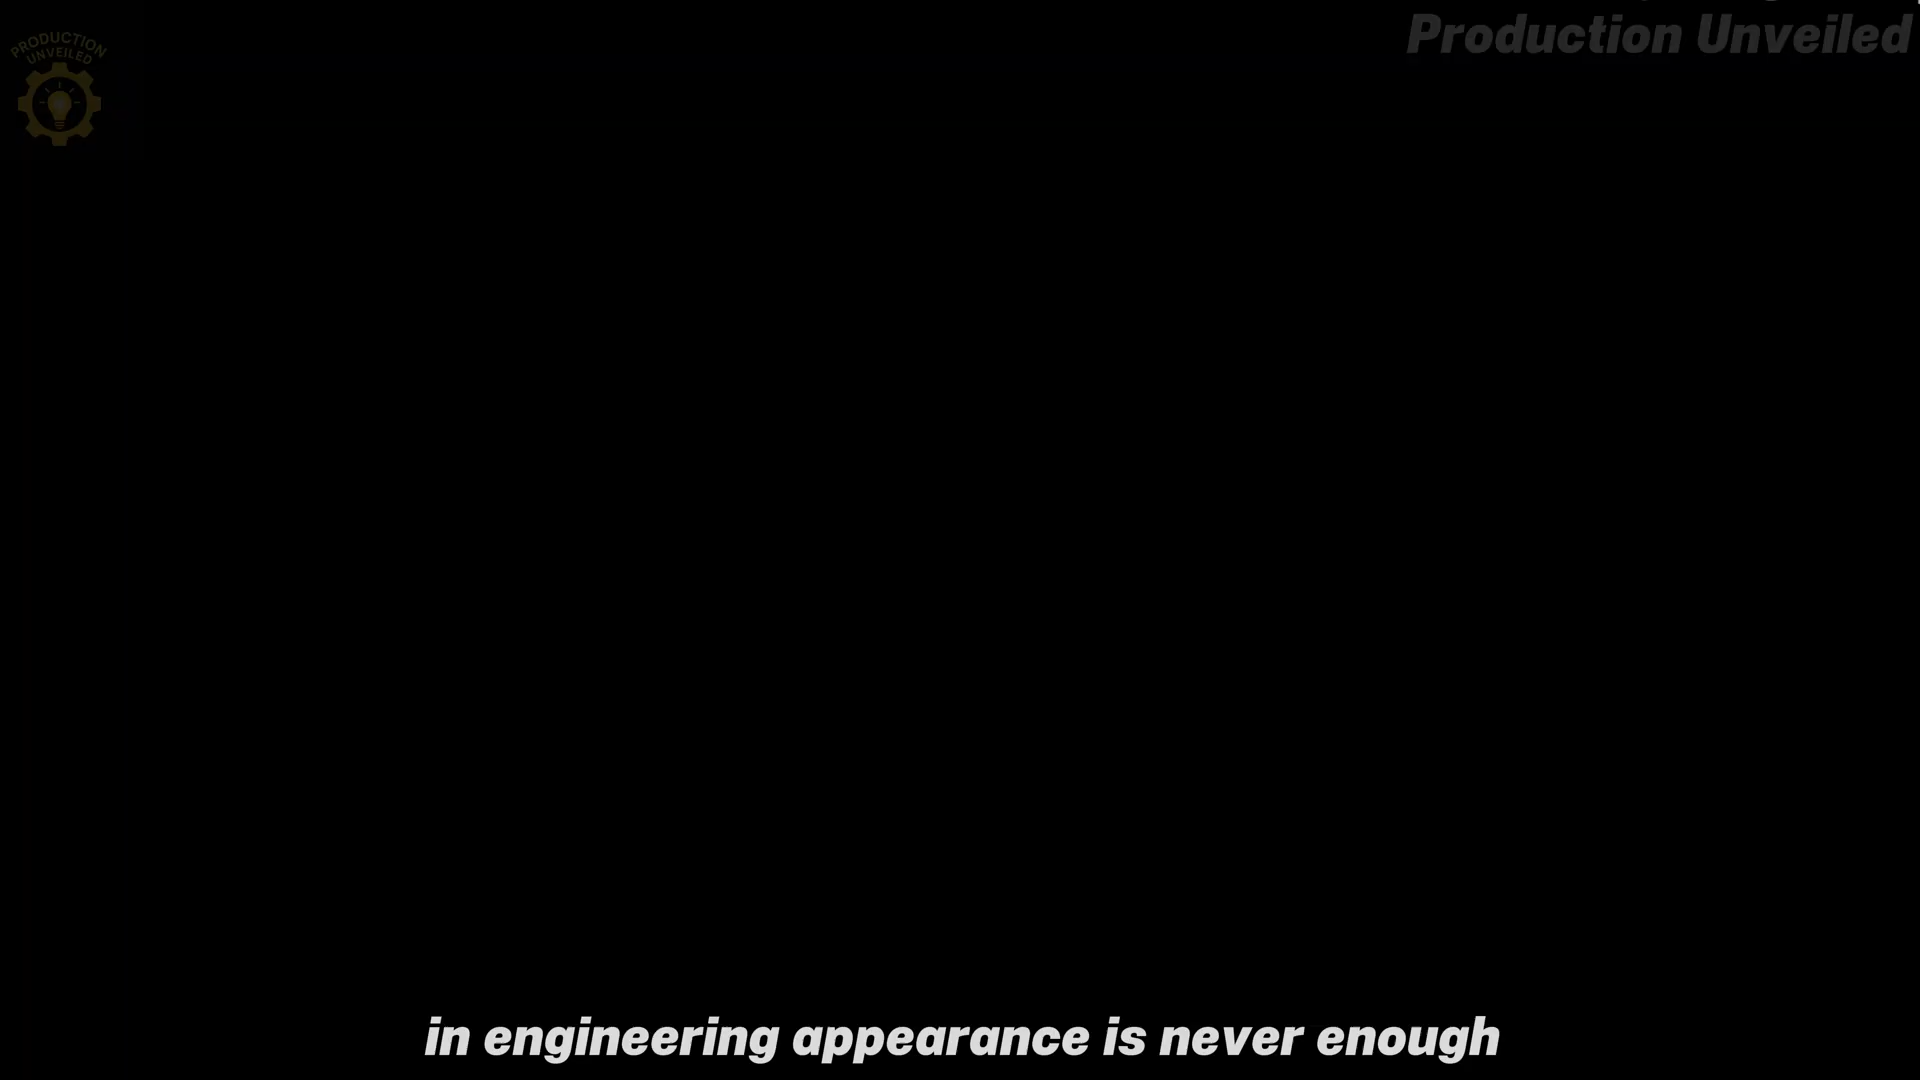 Production Unveiled
PRODUCTION
UNVEILED
in engineering appearance is never enough